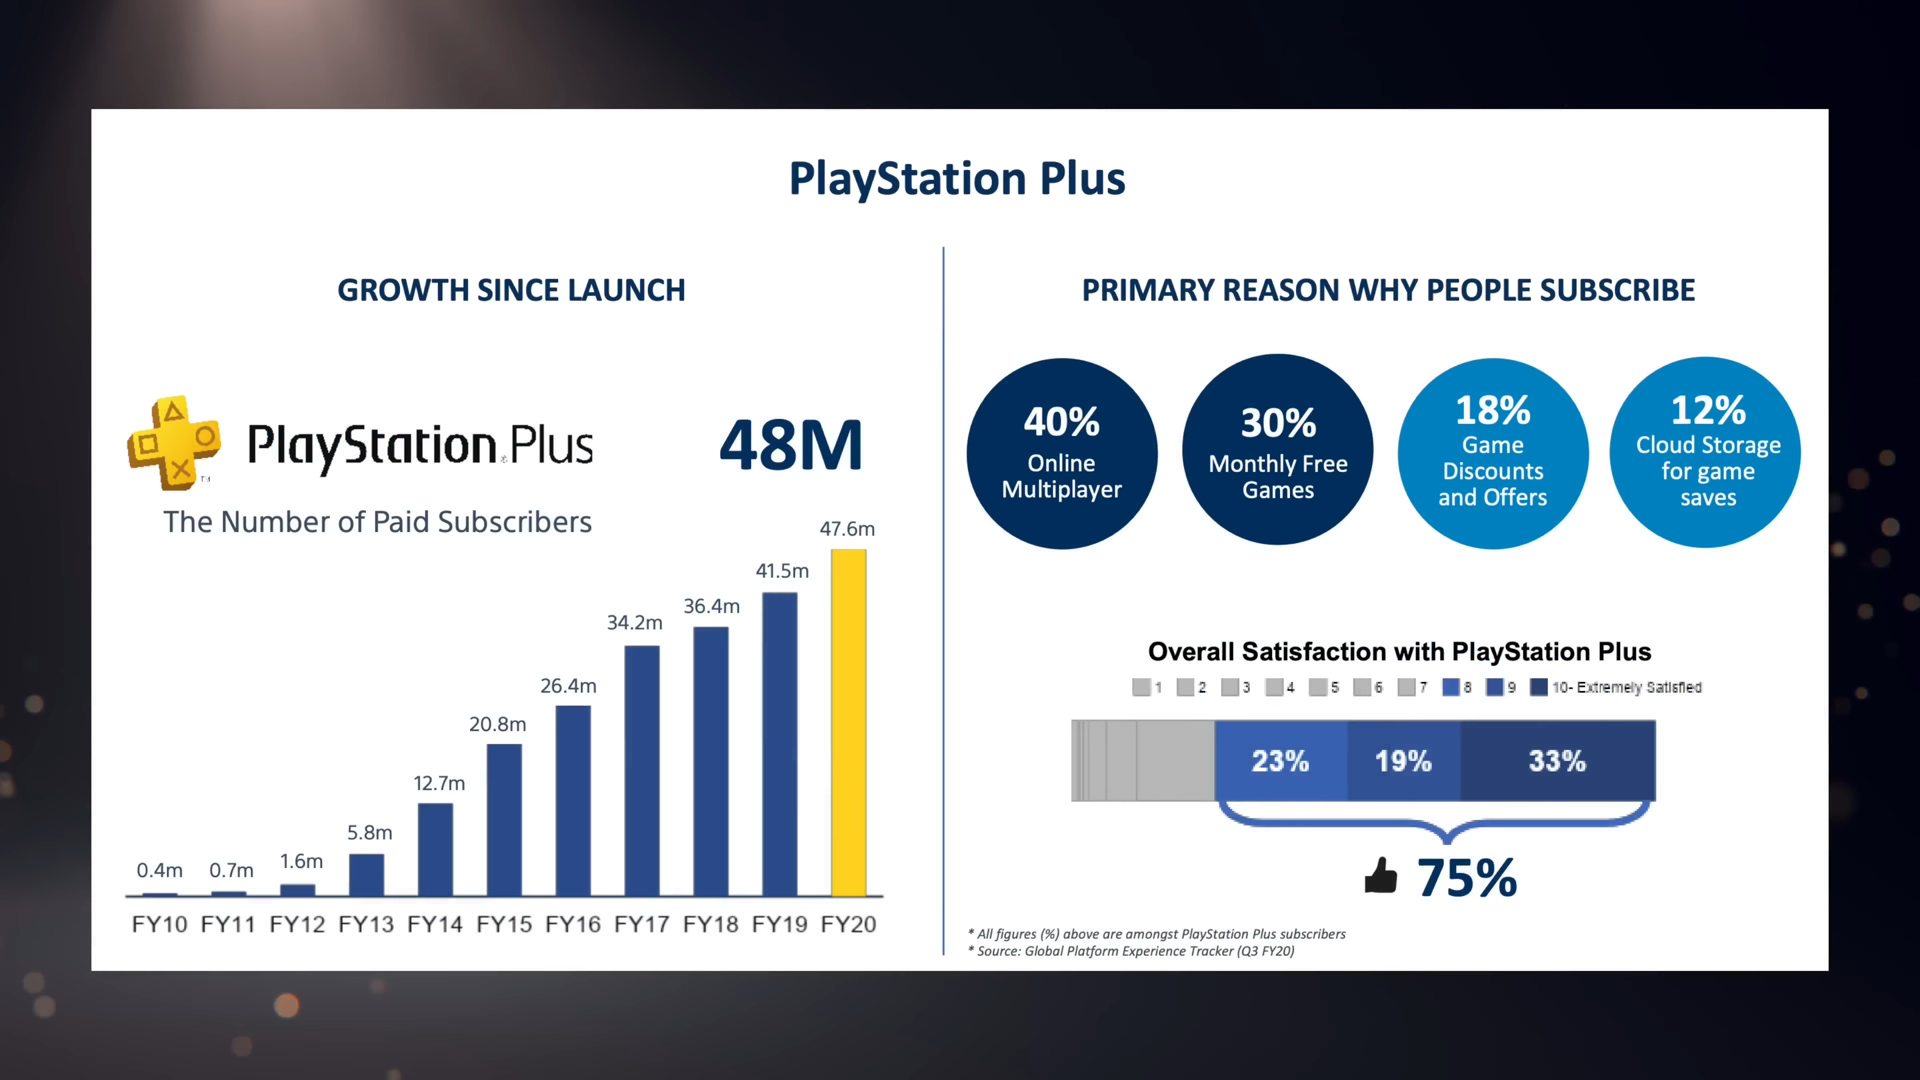 PlayStation Plus
GROWTH SINCE LAUNCH
PlayStation Plus
TM
48M
The Number of Paid Subscribers
0.4m
0.7m
1.6m
5.8m
12.7m
20.8m
26.4m
34.2m
36.4m
41.5m
47.6m
FY10 FY11 FY12 FY13 FY14 FY15 FY16 FY17 FY18 FY19 FY20
PRIMARY REASON WHY PEOPLE SUBSCRIBE
40%
Online
Multiplayer
30%
Monthly Free
Games
18%
Game
Discounts
and Offers
12%
Cloud Storage
for game
saves
Overall Satisfaction with PlayStation Plus
1 2 3 4 5 6 7 8 9 10- Extremely Satisfied
23% 19% 33%
75%
* All figures (%) above are amongst PlayStation Plus subscribers
* Source: Global Platform Experience Tracker (Q3 FY20)